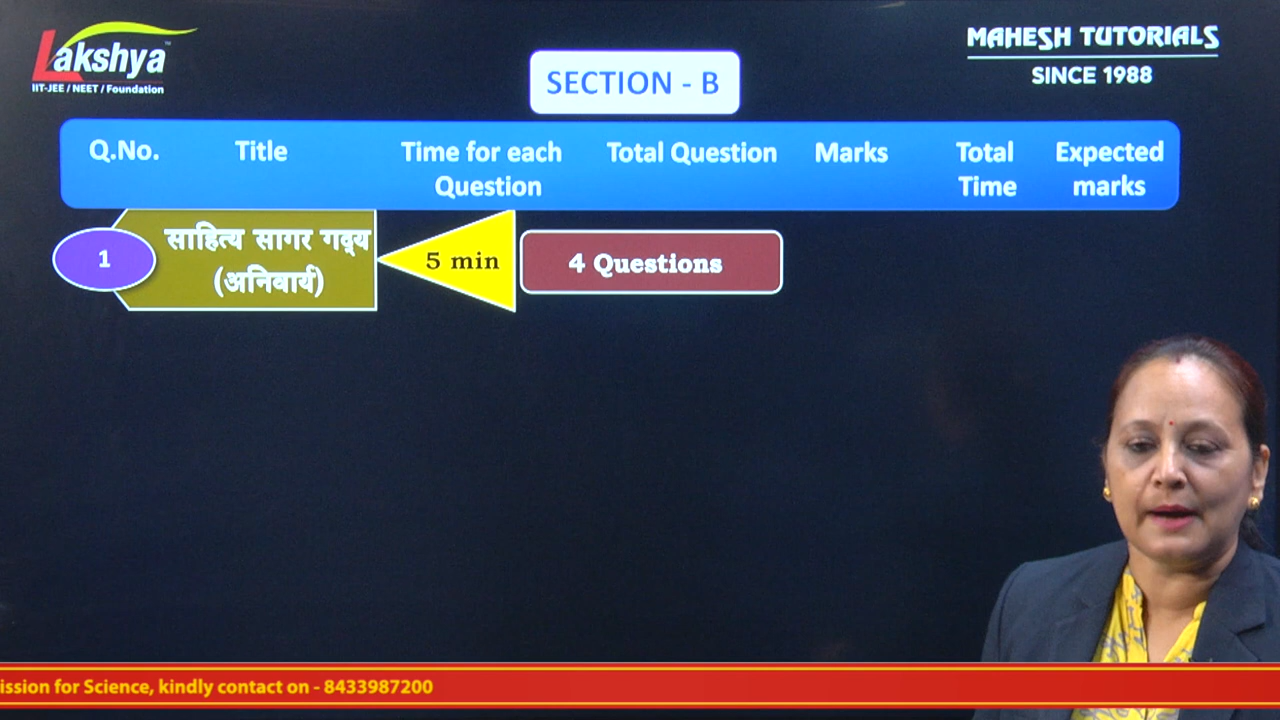 Lakshya™
IIT-JEE / NEET / Foundation
MAHESH TUTORIALS
SINCE 1988
SECTION - B
Q.No. Title Time for each Question Total Question Marks Total Time Expected marks
1 साहित्य सागर गद्य (अनिवार्य) 5 min 4 Questions
ission for Science, kindly contact on - 8433987200